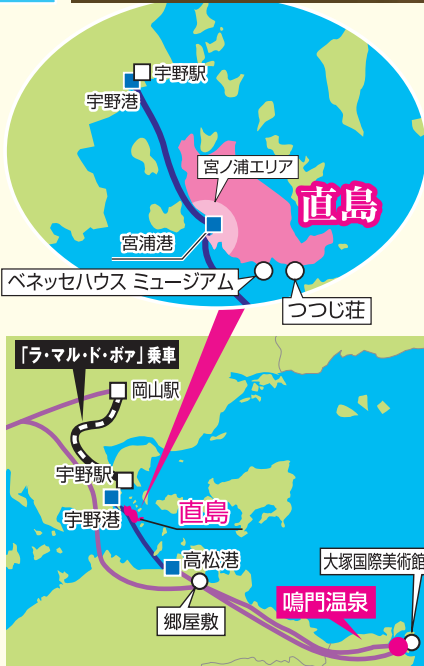 宇野駅
宇野港
宮ノ浦エリア
直島
宮浦港
ベネッセハウス ミュージアム
つつじ荘
「ラ・マル・ド・ボァ」乗車
岡山駅
宇野駅
宇野港
直島
高松港
大塚国際美術館
鳴門温泉
郷屋敷